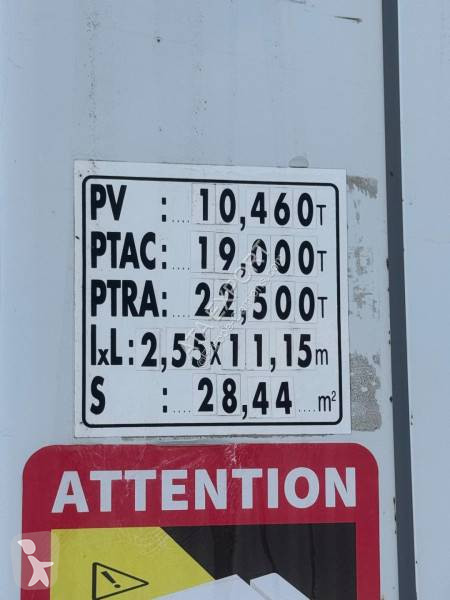 PV :.... 10,460T
PTAC:.. 19,000T
PTRA:.. 22,500T
lxL: 2,55x11,15m
S :.... 28,44 ...m²
ATTENTION